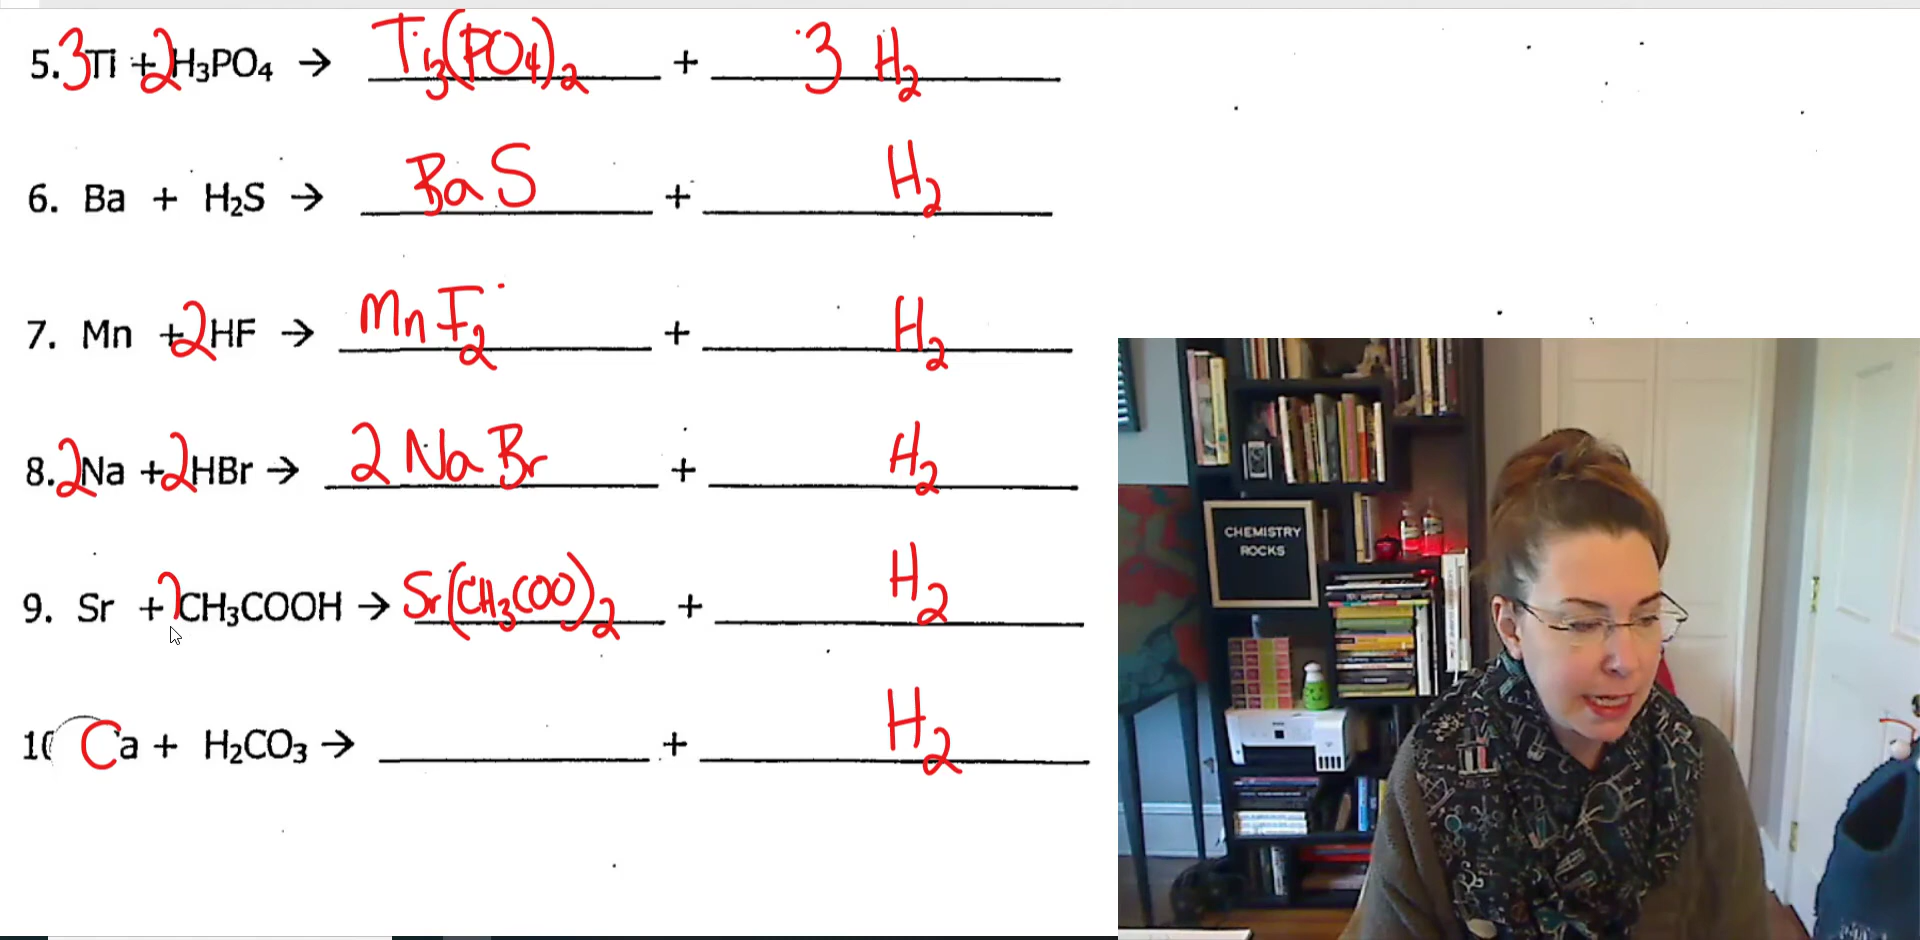 5. 3Ti + 2H₃PO₄ → Ti₃(PO4)₂ + 3 H₂
6. Ba + H₂S → BaS + H₂
7. Mn + 2HF → MnF₂ + H₂
8. 2Na + 2HBr → 2 NaBr + H₂
9. Sr + 2CH₃COOH → Sr(CH₃COO)₂ + H₂
10 Ca + H₂CO₃ → + H₂
CHEMISTRY
ROCKS